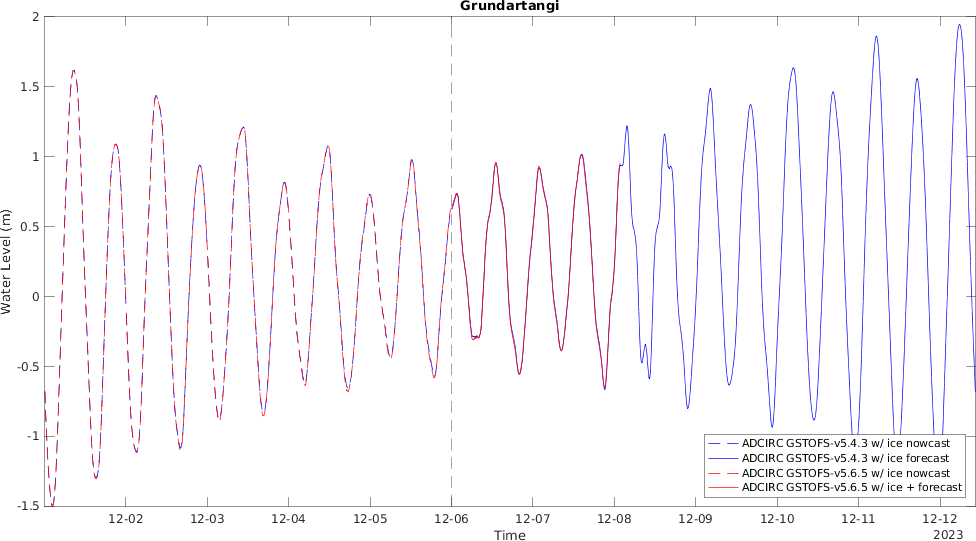 Grundartangi
2
1.5
1
0.5
0
-0.5
-1
-1.5
Water Level (m)
12-02 12-03 12-04 12-05 12-06 12-07 12-08 12-09 12-10 12-11 12-12
Time
2023
ADCIRC GSTOFS-v5.4.3 w/ ice nowcast
ADCIRC GSTOFS-v5.4.3 w/ ice forecast
ADCIRC GSTOFS-v5.6.5 w/ ice nowcast
ADCIRC GSTOFS-v5.6.5 w/ ice + forecast